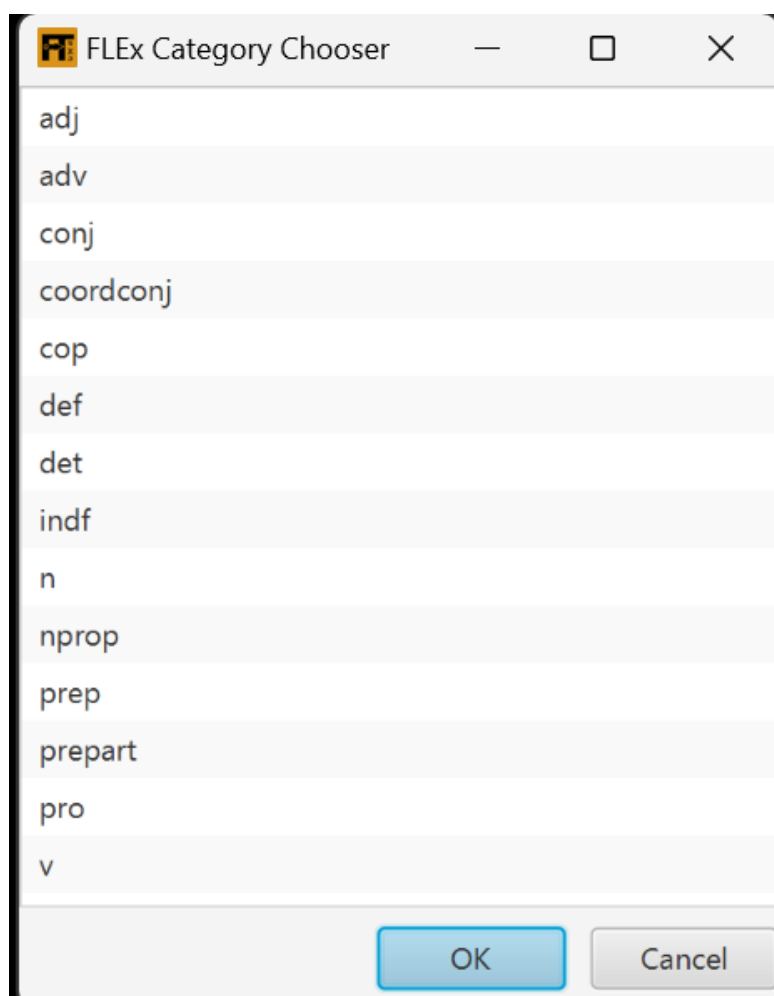 FLEx Category Chooser
adj
adv
conj
coordconj
cop
def
det
indf
n
nprop
prep
prepart
pro
v
OK Cancel